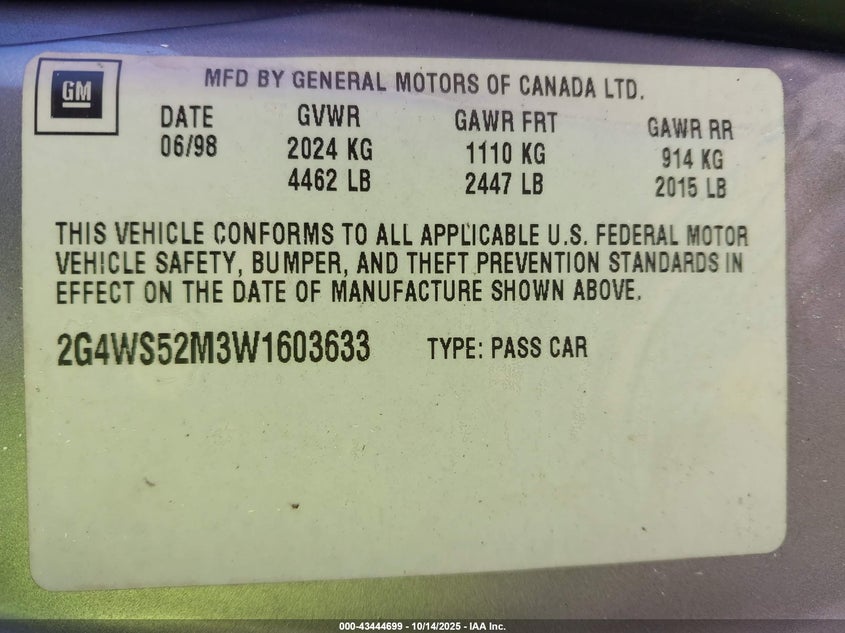 GM
MFD BY GENERAL MOTORS OF CANADA LTD.
DATE GVWR GAWR FRT GAWR RR
06/98 2024 KG 1110 KG 914 KG
4462 LB 2447 LB 2015 LB
THIS VEHICLE CONFORMS TO ALL APPLICABLE U.S. FEDERAL MOTOR
VEHICLE SAFETY, BUMPER, AND THEFT PREVENTION STANDARDS IN
EFFECT ON THE DATE OF MANUFACTURE SHOWN ABOVE.
2G4WS52M3W1603633 TYPE: PASS CAR
000-43444699 - 10/14/2025 - IAA Inc.